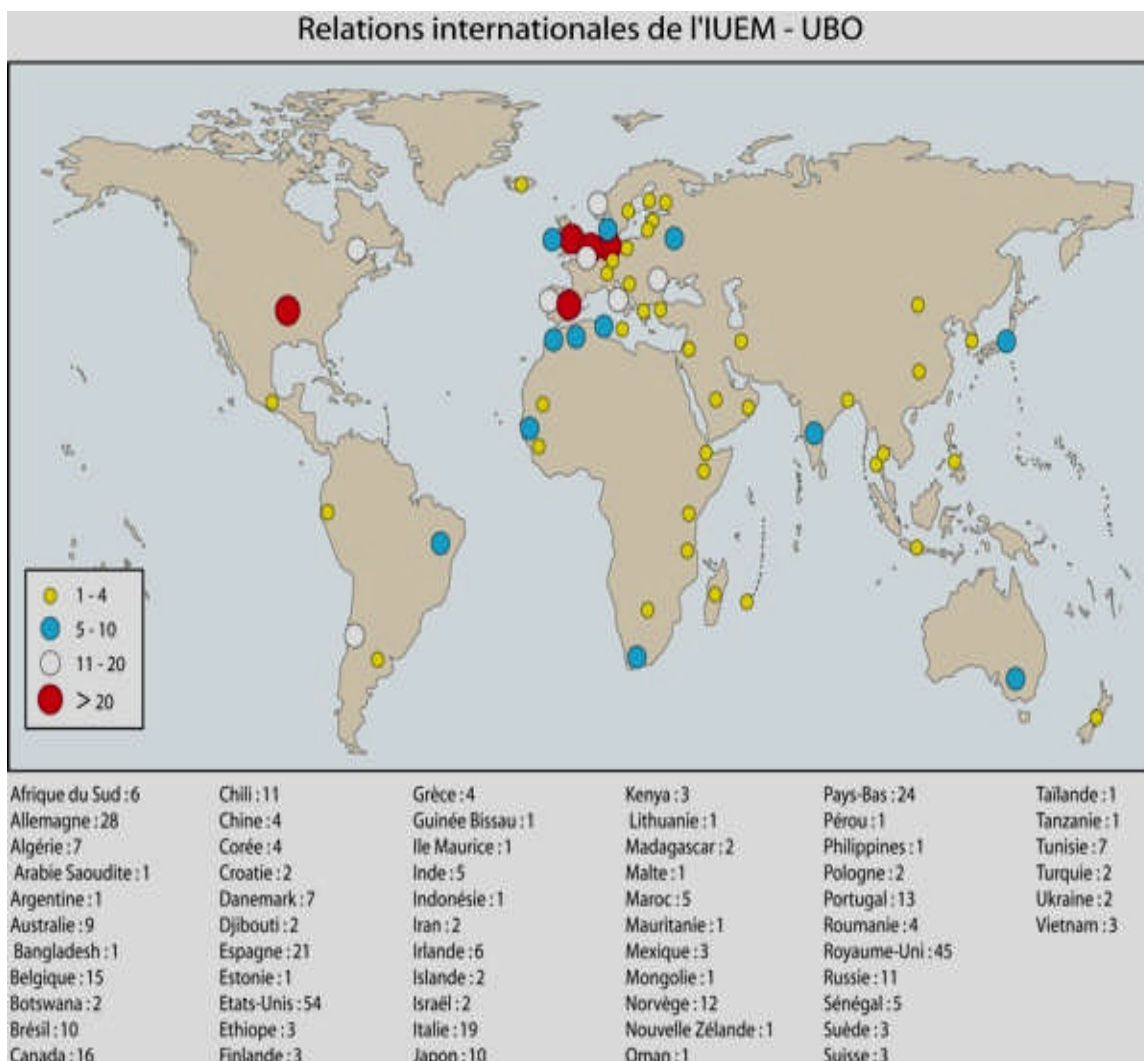 Relations internationales de l'IUEM - UBO
1 - 4
5 - 10
11 - 20
> 20
Afrique du Sud : 6
Allemagne : 28
Algérie : 7
Arabie Saoudite : 1
Argentine : 1
Australie : 9
Bangladesh : 1
Belgique : 15
Botswana : 2
Brésil : 10
Canada : 16
Chili : 11
Chine : 4
Corée : 4
Croatie : 2
Danemark : 7
Djibouti : 2
Espagne : 21
Estonie : 1
Etats-Unis : 54
Ethiope : 3
Finlande : 3
Grèce : 4
Guinée Bissau : 1
Ile Maurice : 1
Inde : 5
Indonésie : 1
Iran : 2
Irlande : 6
Islande : 2
Israël : 2
Italie : 19
Japon : 10
Kenya : 3
Lithuanie : 1
Madagascar : 2
Malte : 1
Maroc : 5
Mauritanie : 1
Mexique : 3
Mongolie : 1
Norvège : 12
Nouvelle Zélande : 1
Oman : 1
Pays-Bas : 24
Pérou : 1
Philippines : 1
Pologne : 2
Portugal : 13
Roumanie : 4
Royaume-Uni : 45
Russie : 11
Sénégal : 5
Suède : 3
Suisse : 3
Taïlande : 1
Tanzanie : 1
Tunisie : 7
Turquie : 2
Ukraine : 2
Vietnam : 3